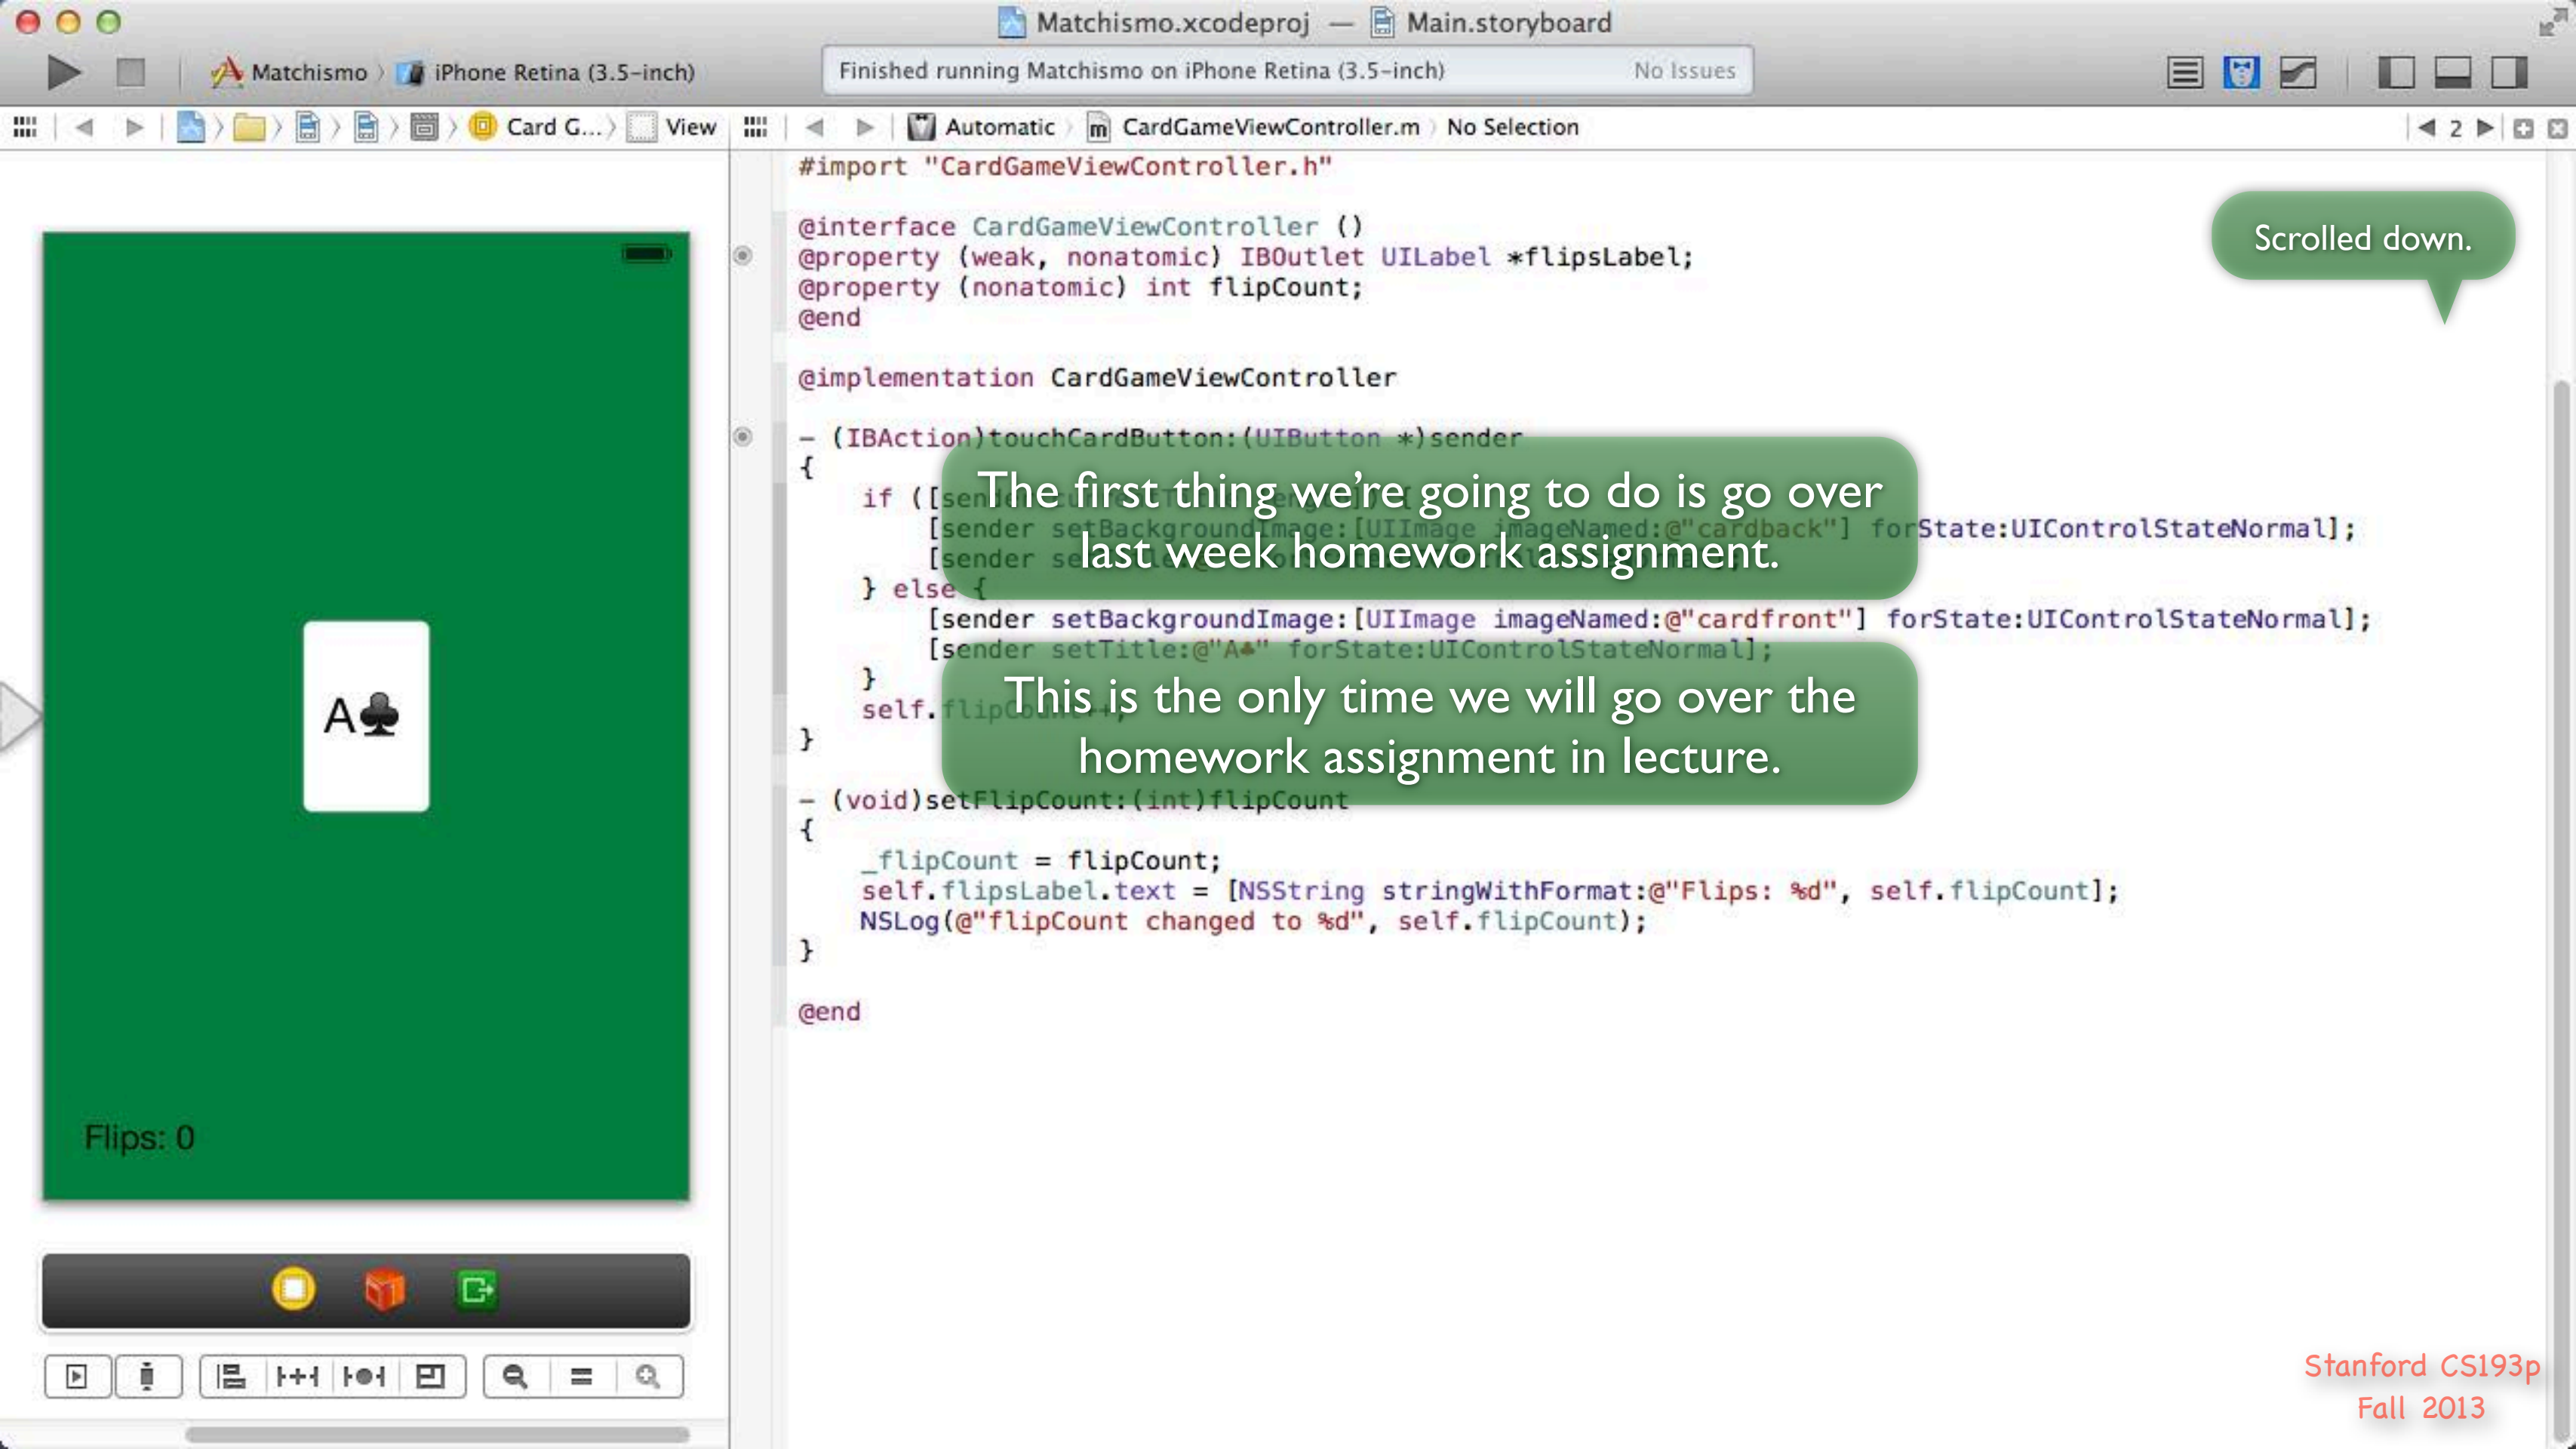 Matchismo.xcodeproj — Main.storyboard
Matchismo iPhone Retina (3.5-inch)
Finished running Matchismo on iPhone Retina (3.5-inch) No Issues
Card G... View
Automatic CardGameViewController.m No Selection
2
#import "CardGameViewController.h"
@interface CardGameViewController ()
@property (weak, nonatomic) IBOutlet UILabel *flipsLabel;
@property (nonatomic) int flipCount;
@end
Scrolled down.
@implementation CardGameViewController
- (IBAction)touchCardButton:(UIButton *)sender
{
if ([sender
[sender setBackgroundImage:[UIImage imageNamed:@"cardback"] forState:UIControlStateNormal];
[sender
} else {
[sender setBackgroundImage:[UIImage imageNamed:@"cardfront"] forState:UIControlStateNormal];
[sender setTitle:@"A♣" forState:UIControlStateNormal];
}
self.flipCount++;
}
The first thing we're going to do is go over
last week homework assignment.
This is the only time we will go over the
homework assignment in lecture.
- (void)setFlipCount:(int)flipCount
{
_flipCount = flipCount;
self.flipsLabel.text = [NSString stringWithFormat:@"Flips: %d", self.flipCount];
NSLog(@"flipCount changed to %d", self.flipCount);
}
@end
A♣
Flips: 0
Stanford CS193p
Fall 2013